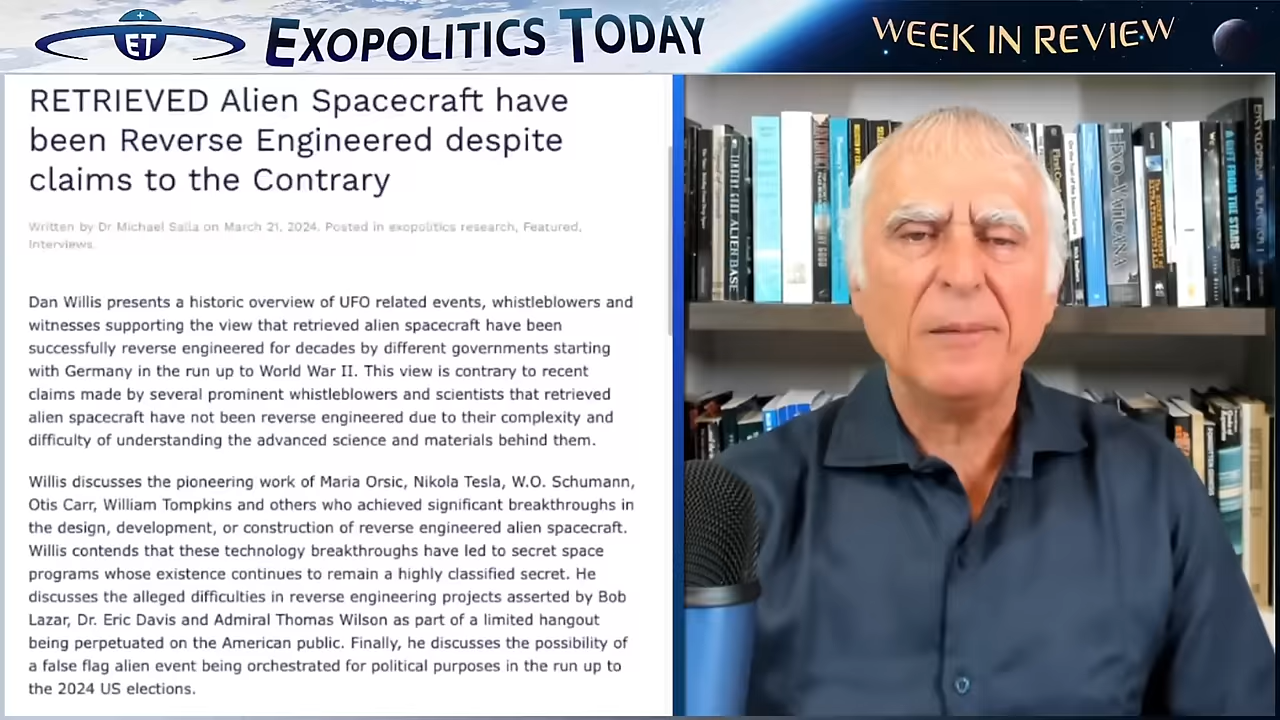 ET
EXOPOLITICS TODAY
WEEK IN REVIEW
RETRIEVED Alien Spacecraft have
been Reverse Engineered despite
claims to the Contrary
Written by Dr Michael Salla on March 21, 2024. Posted in exopolitics research, Featured,
Interviews.
Dan Willis presents a historic overview of UFO related events, whistleblowers and
witnesses supporting the view that retrieved alien spacecraft have been
successfully reverse engineered for decades by different governments starting
with Germany in the run up to World War II. This view is contrary to recent
claims made by several prominent whistleblowers and scientists that retrieved
alien spacecraft have not been reverse engineered due to their complexity and
difficulty of understanding the advanced science and materials behind them.
Willis discusses the pioneering work of Maria Orsic, Nikola Tesla, W.O. Schumann,
Otis Carr, William Tompkins and others who achieved significant breakthroughs in
the design, development, or construction of reverse engineered alien spacecraft.
Willis contends that these technology breakthroughs have led to secret space
programs whose existence continues to remain a highly classified secret. He
discusses the alleged difficulties in reverse engineering projects asserted by Bob
Lazar, Dr. Eric Davis and Admiral Thomas Wilson as part of a limited hangout
being perpetuated on the American public. Finally, he discusses the possibility of
a false flag alien event being orchestrated for political purposes in the run up to
the 2024 US elections.
ALIEN BASE
EXO-VATICANA
A GIFT FROM THE STARS